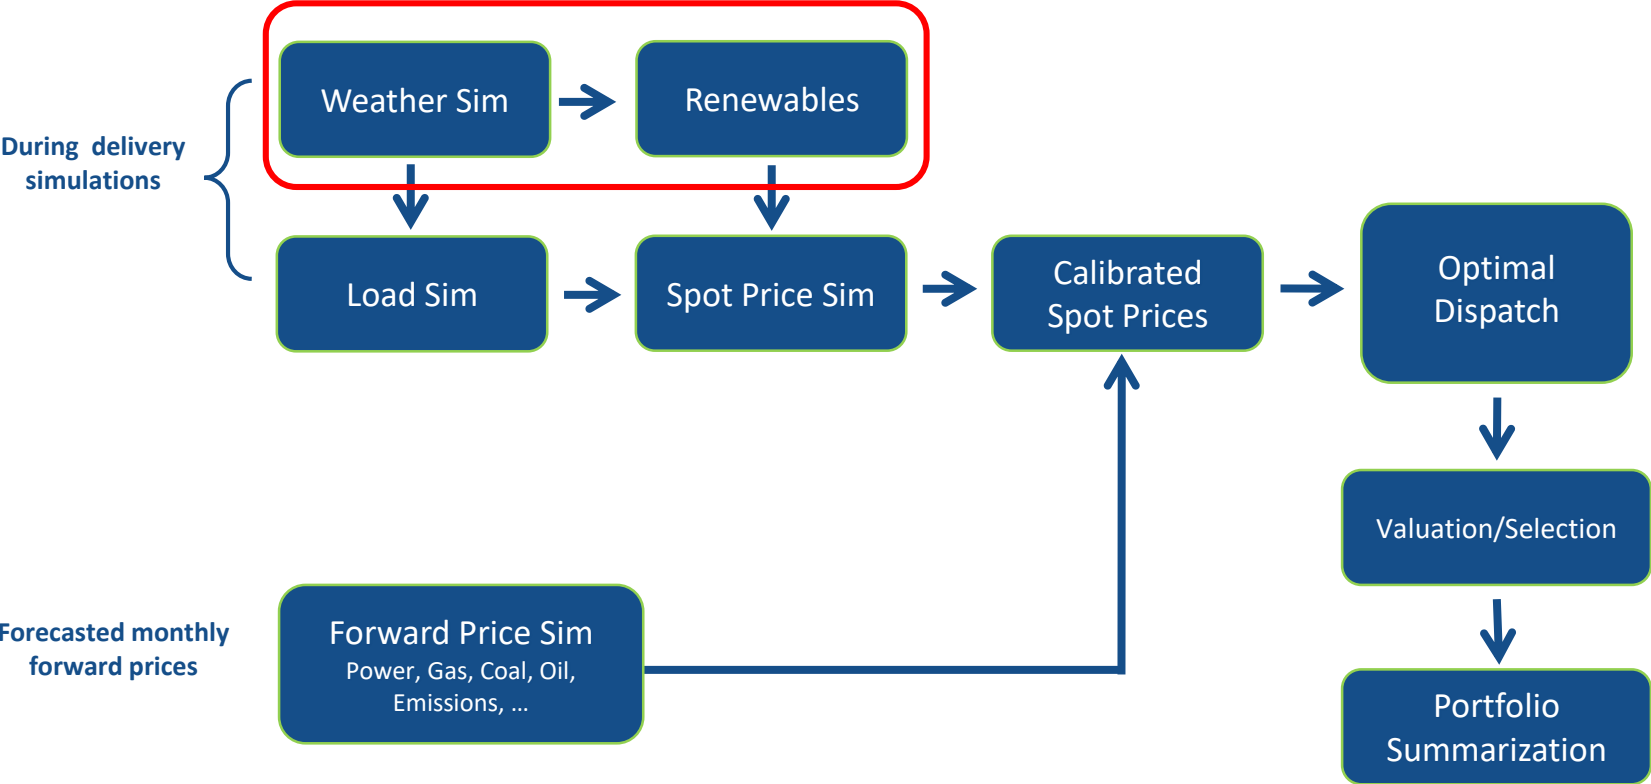 Weather Sim
Renewables
During delivery
simulations
Load Sim
Spot Price Sim
Calibrated
Spot Prices
Optimal
Dispatch
Valuation/Selection
Forecasted monthly
forward prices
Forward Price Sim
Power, Gas, Coal, Oil,
Emissions, ...
Portfolio
Summarization